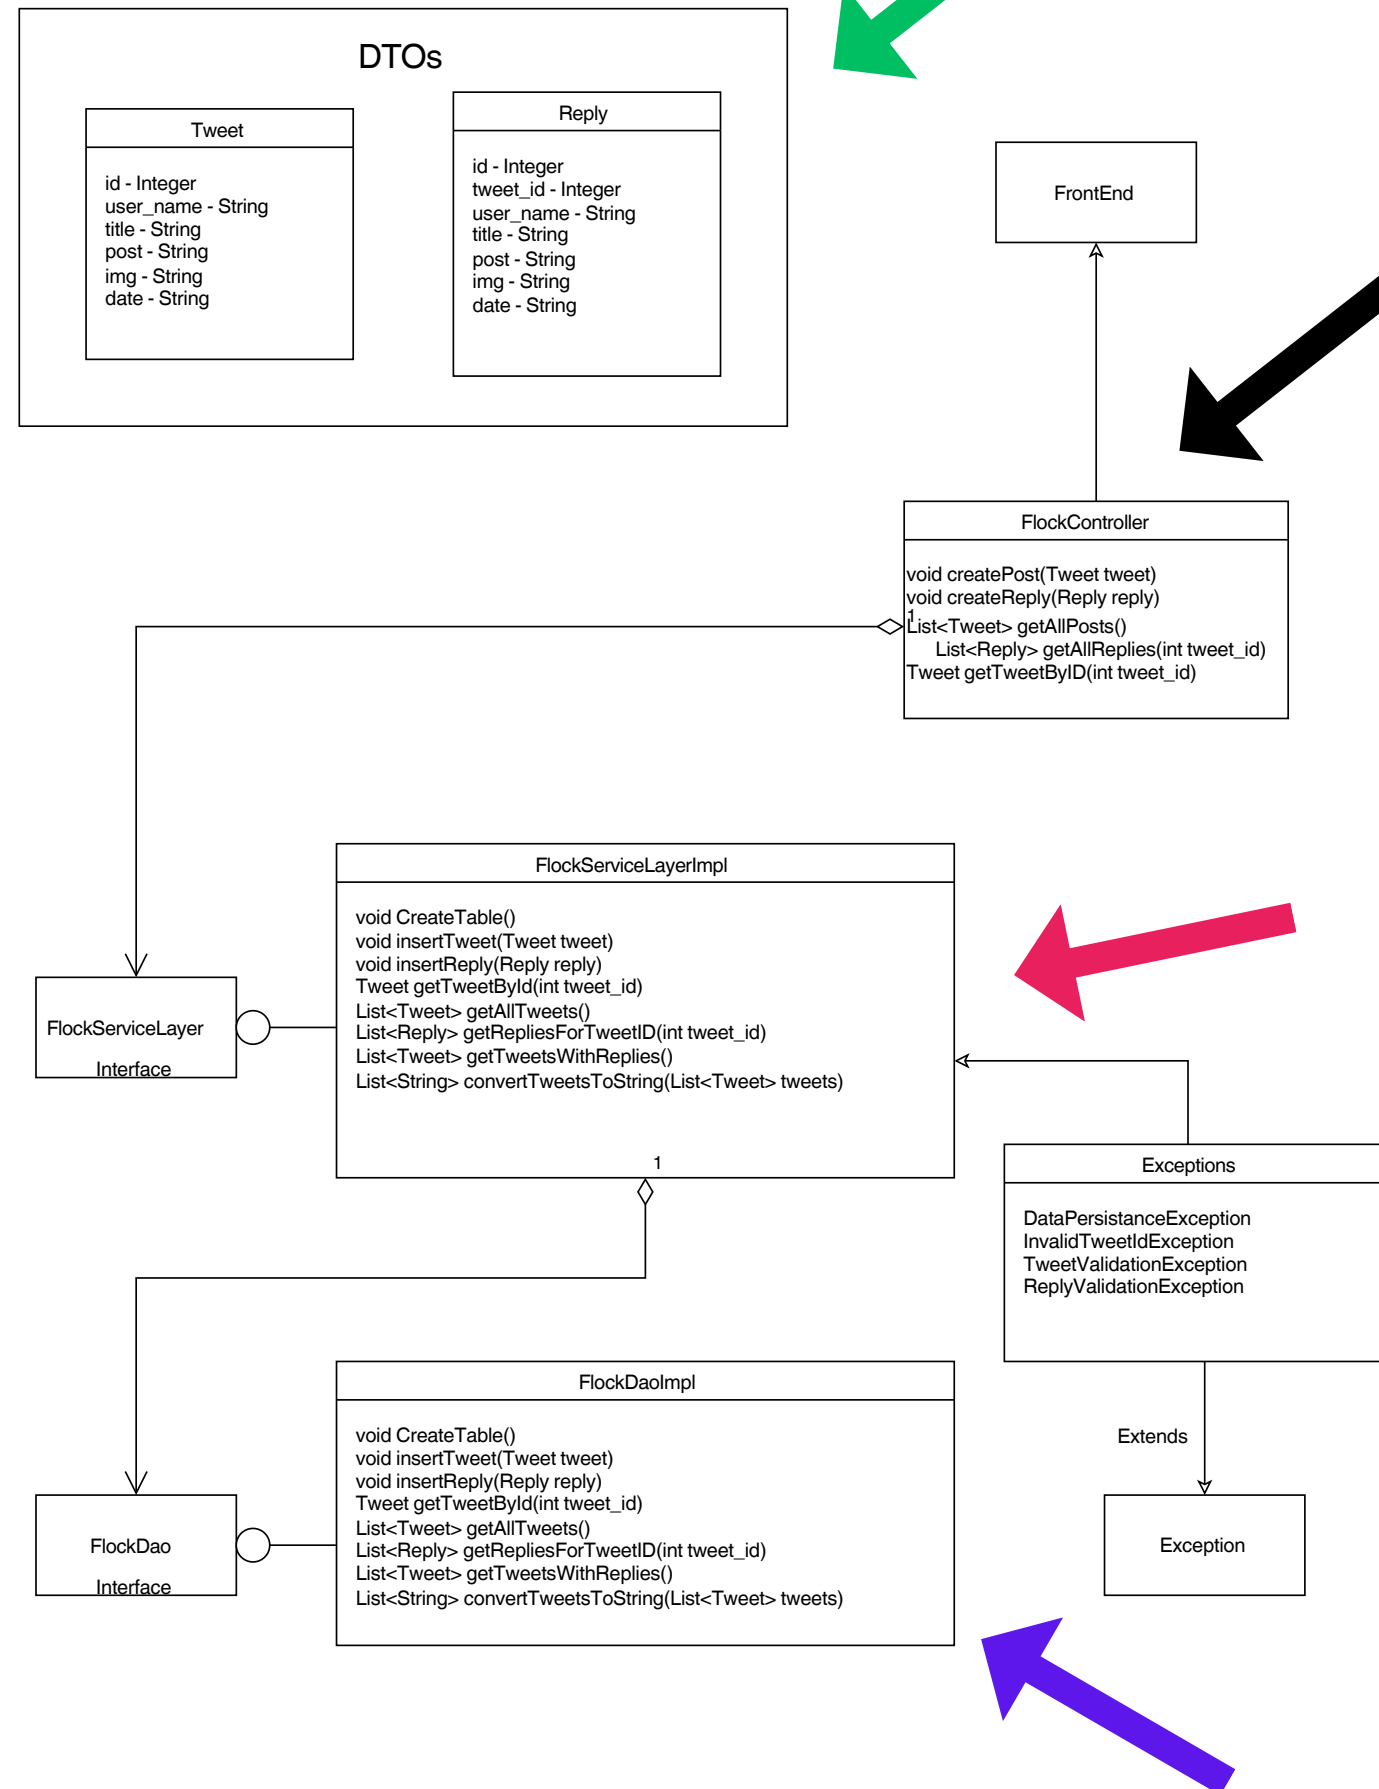 DTOs
Tweet
id - Integer
user_name - String
title - String
post - String
img - String
date - String
Reply
id - Integer
tweet_id - Integer
user_name - String
title - String
post - String
img - String
date - String
FrontEnd
FlockController
void createPost(Tweet tweet)
void createReply(Reply reply)
1
List<Tweet> getAllPosts()
List<Reply> getAllReplies(int tweet_id)
Tweet getTweetByID(int tweet_id)
FlockServiceLayerImpl
void CreateTable()
void insertTweet(Tweet tweet)
void insertReply(Reply reply)
Tweet getTweetById(int tweet_id)
List<Tweet> getAllTweets()
List<Reply> getRepliesForTweetID(int tweet_id)
List<Tweet> getTweetsWithReplies()
List<String> convertTweetsToString(List<Tweet> tweets)
1
FlockServiceLayer
Interface
Exceptions
DataPersistanceException
InvalidTweetIdException
TweetValidationException
ReplyValidationException
Extends
Exception
FlockDaoImpl
void CreateTable()
void insertTweet(Tweet tweet)
void insertReply(Reply reply)
Tweet getTweetById(int tweet_id)
List<Tweet> getAllTweets()
List<Reply> getRepliesForTweetID(int tweet_id)
List<Tweet> getTweetsWithReplies()
List<String> convertTweetsToString(List<Tweet> tweets)
FlockDao
Interface